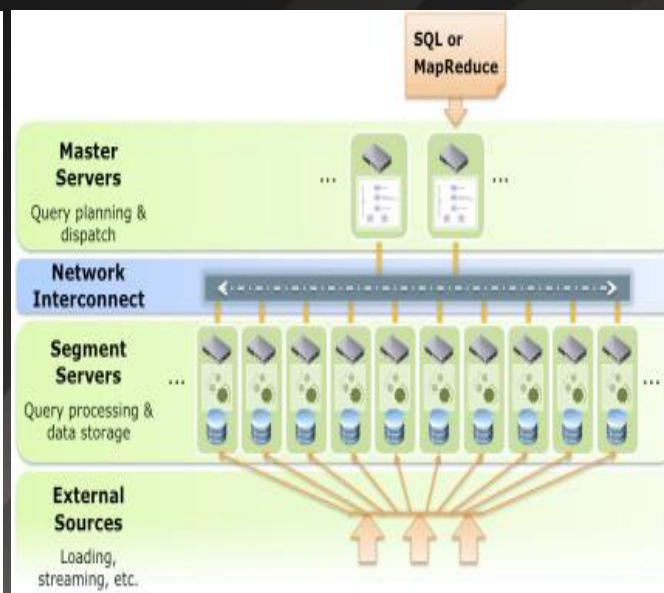 SQL or
MapReduce
Master
Servers
Query planning &
dispatch
...
...
Network
Interconnect
Segment
Servers
Query processing &
data storage
...
...
External
Sources
Loading,
streaming, etc.